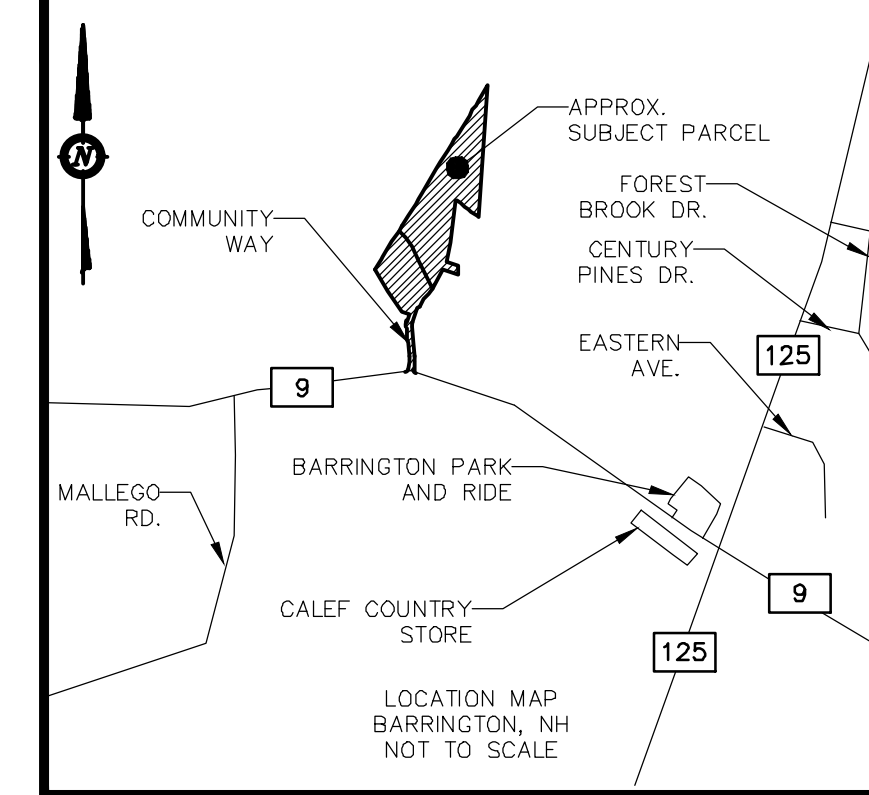 N
APPROX.
SUBJECT PARCEL
FOREST
BROOK DR.
COMMUNITY
WAY
CENTURY
PINES DR.
EASTERN
AVE.
125
9
BARRINGTON PARK
AND RIDE
MALLEGO
RD.
9
CALEF COUNTRY
STORE
125
LOCATION MAP
BARRINGTON, NH
NOT TO SCALE